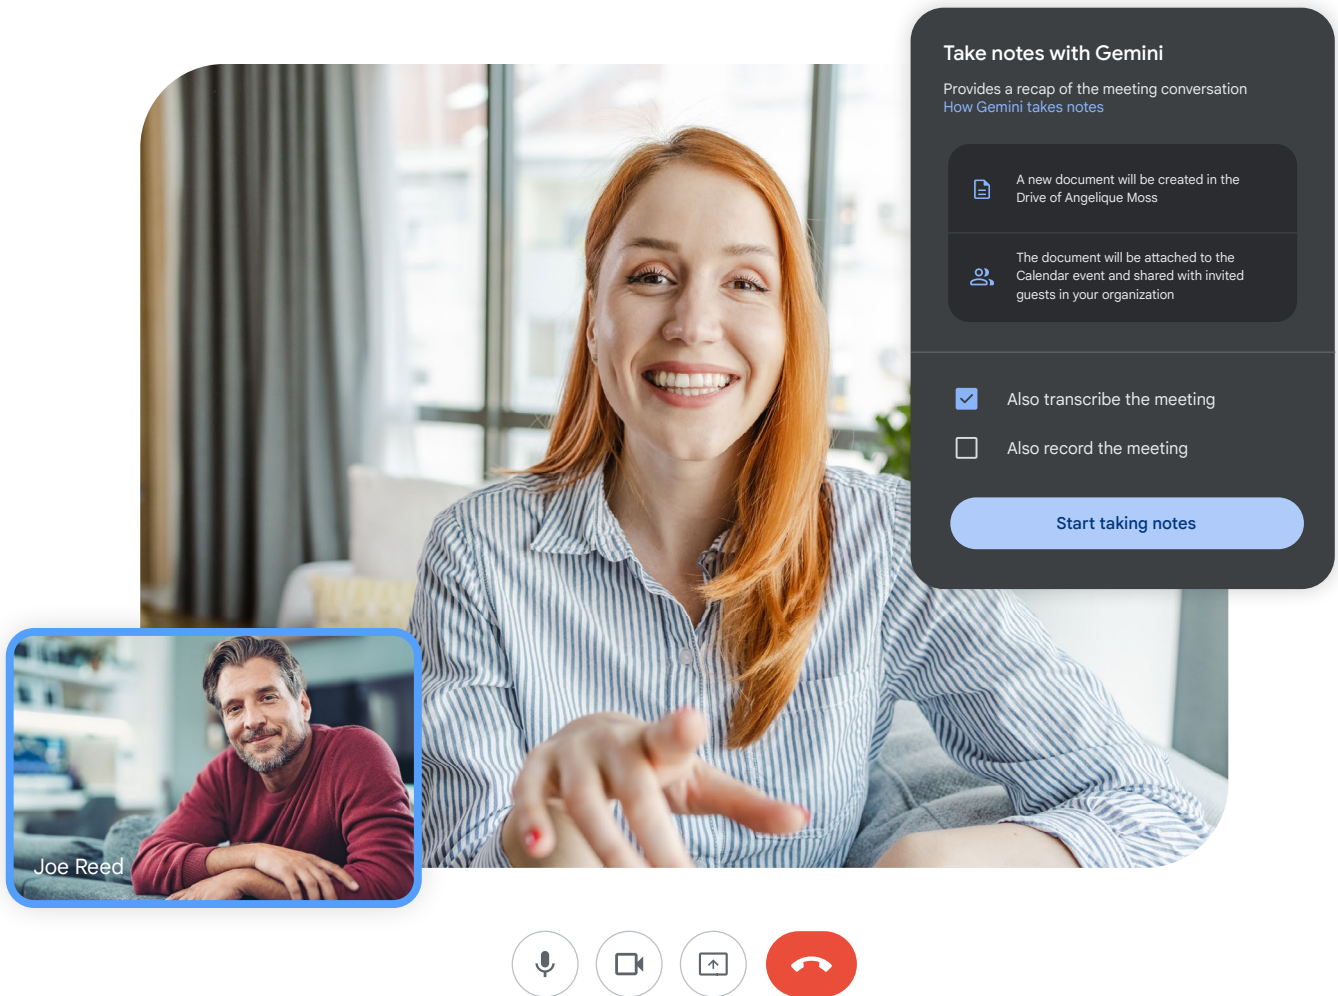 Take notes with Gemini
Provides a recap of the meeting conversation
How Gemini takes notes
A new document will be created in the
Drive of Angelique Moss
The document will be attached to the
Calendar event and shared with invited
guests in your organization
Also transcribe the meeting
Also record the meeting
Start taking notes
Joe Reed